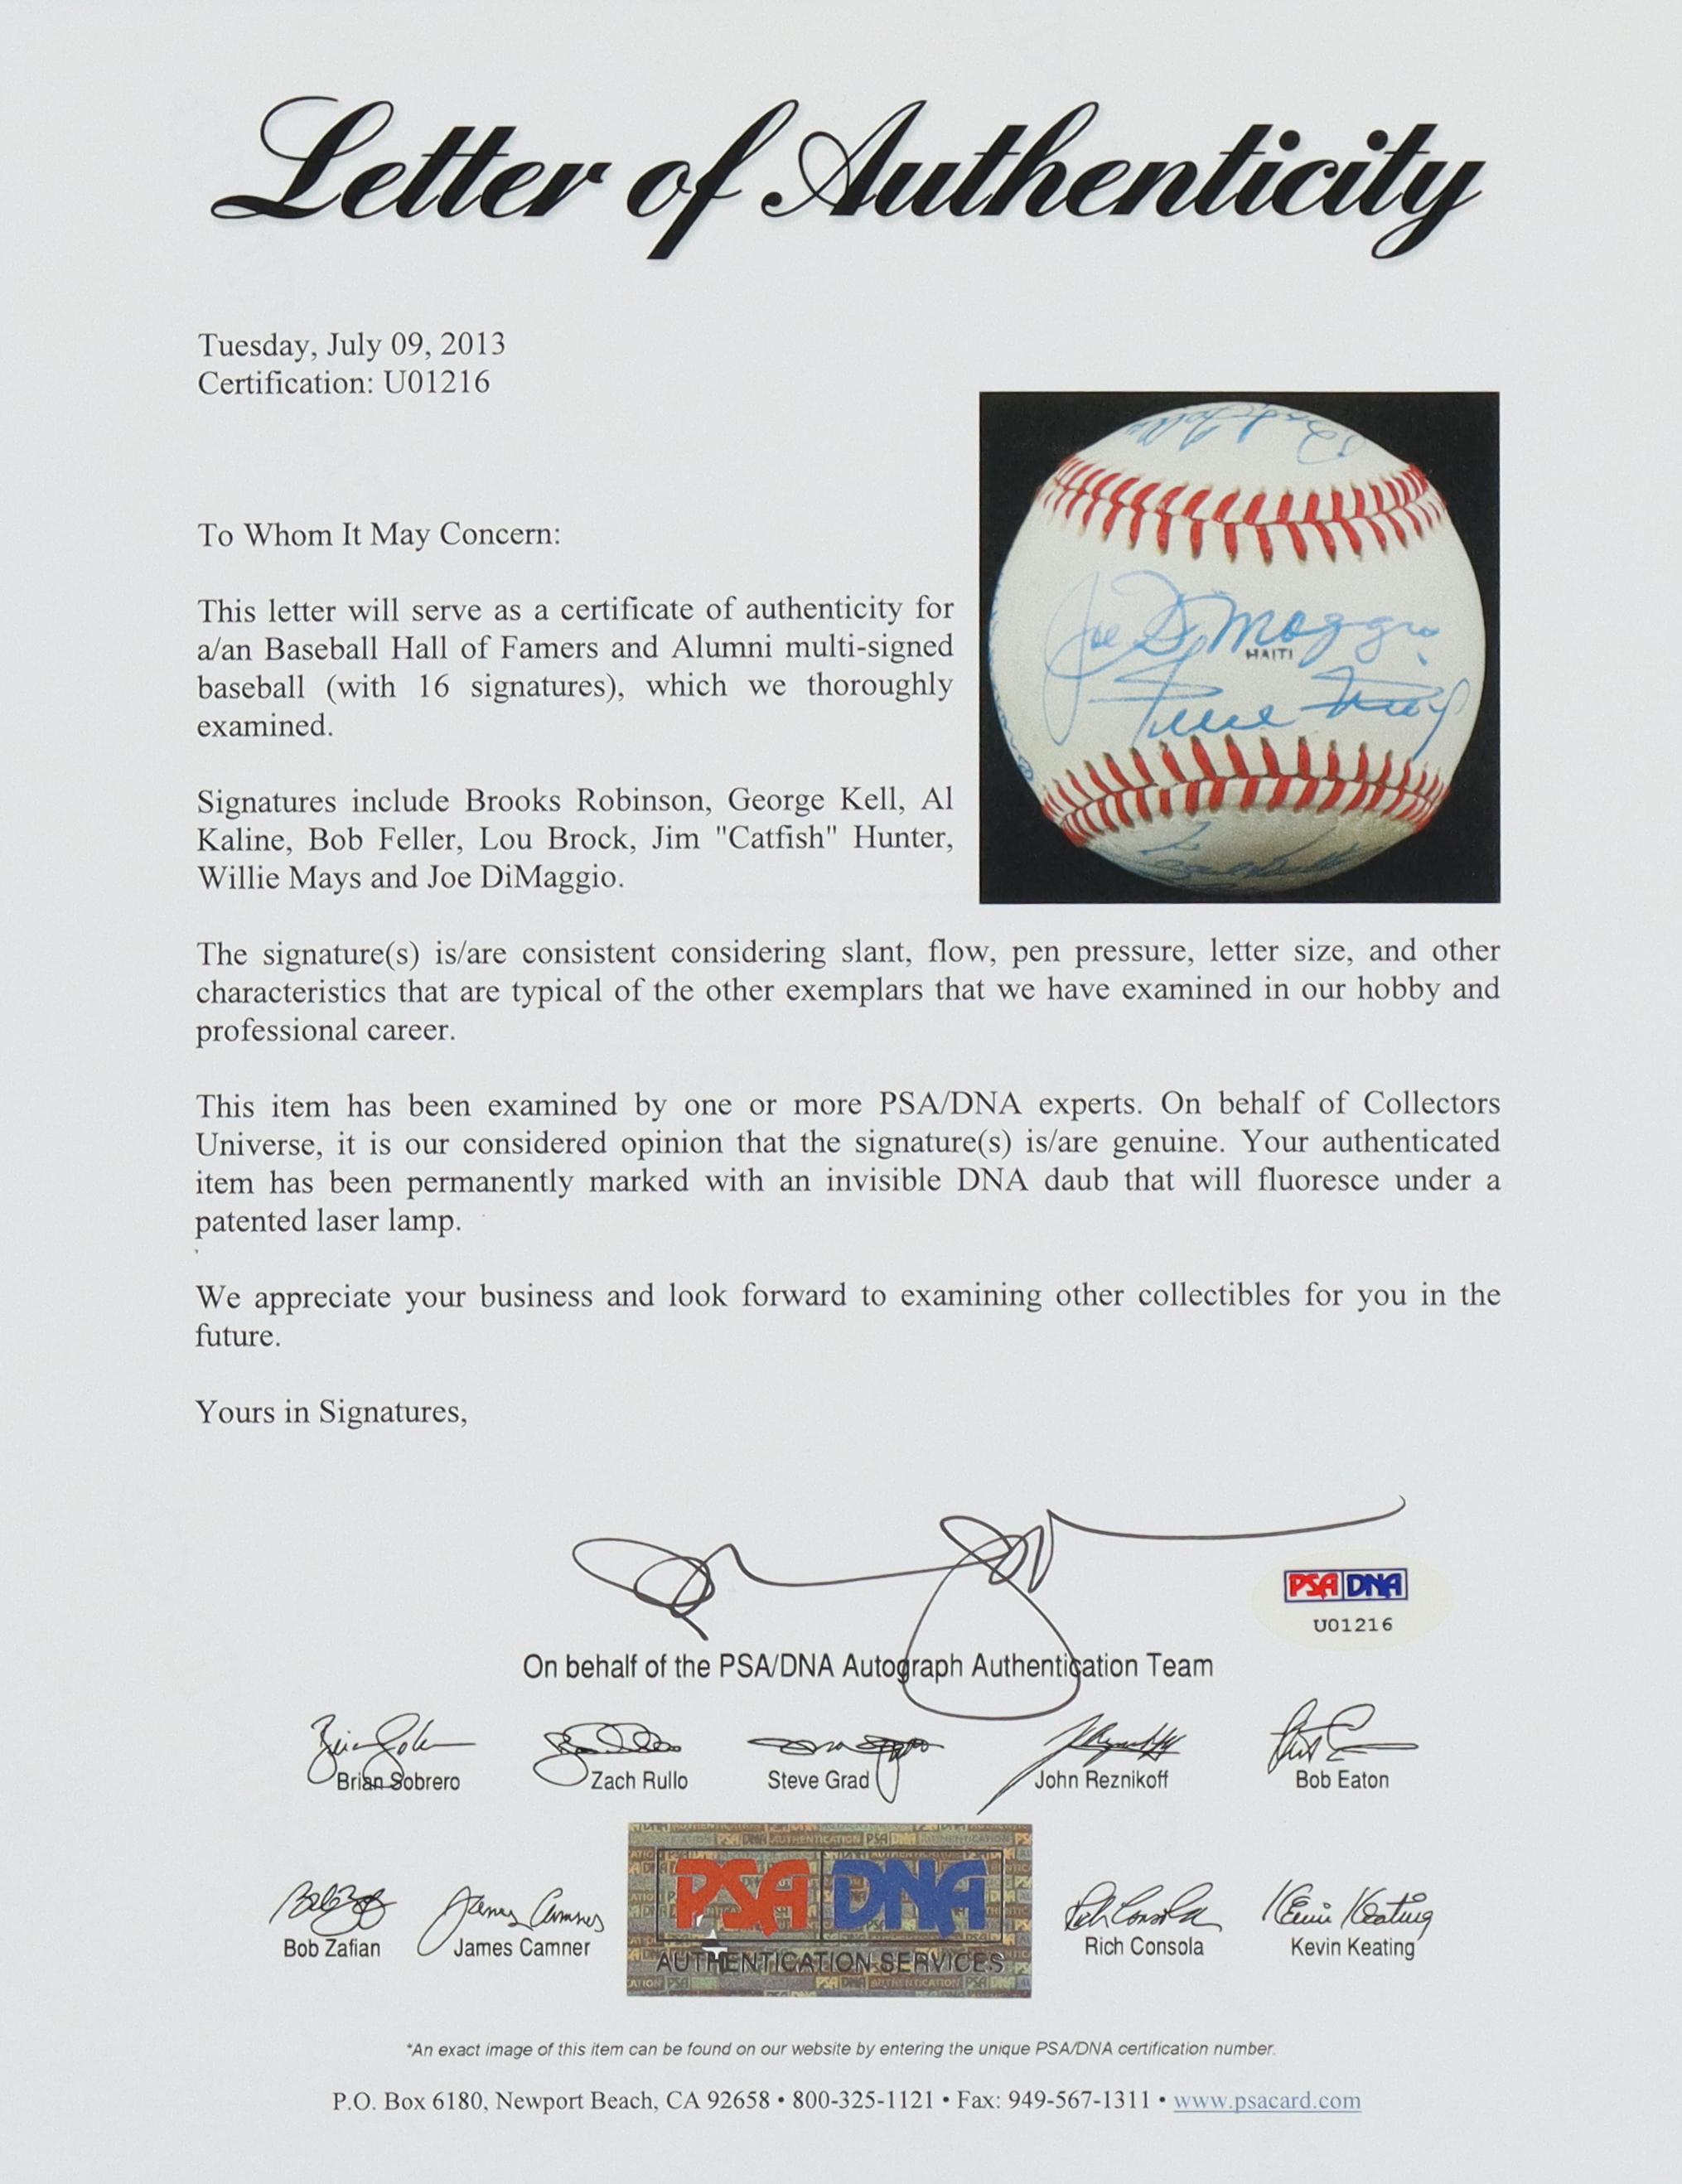 Letter of Authenticity
Tuesday, July 09, 2013
Certification: U01216
To Whom It May Concern:
This letter will serve as a certificate of authenticity for
a/an Baseball Hall of Famers and Alumni multi-signed
baseball (with 16 signatures), which we thoroughly
examined.
Signatures include Brooks Robinson, George Kell, Al
Kaline, Bob Feller, Lou Brock, Jim "Catfish" Hunter,
Willie Mays and Joe DiMaggio.
Joe DiMaggio
HAITI
Willie Mays
The signature(s) is/are consistent considering slant, flow, pen pressure, letter size, and other
characteristics that are typical of the other exemplars that we have examined in our hobby and
professional career.
This item has been examined by one or more PSA/DNA experts. On behalf of Collectors
Universe, it is our considered opinion that the signature(s) is/are genuine. Your authenticated
item has been permanently marked with an invisible DNA daub that will fluoresce under a
patented laser lamp.
We appreciate your business and look forward to examining other collectibles for you in the
future.
Yours in Signatures,
PSA DNA
U01216
On behalf of the PSA/DNA Autograph Authentication Team
Brian Sobrero Zach Rullo Steve Grad John Reznikoff Bob Eaton
PSA DNA
AUTHENTICATION SERVICES
James Camner Rich Consola Kevin Keating
Bob Zafian James Camner Rich Consola Kevin Keating
*An exact image of this item can be found on our website by entering the unique PSA/DNA certification number.
P.O. Box 6180, Newport Beach, CA 92658 • 800-325-1121 • Fax: 949-567-1311 • www.psacard.com